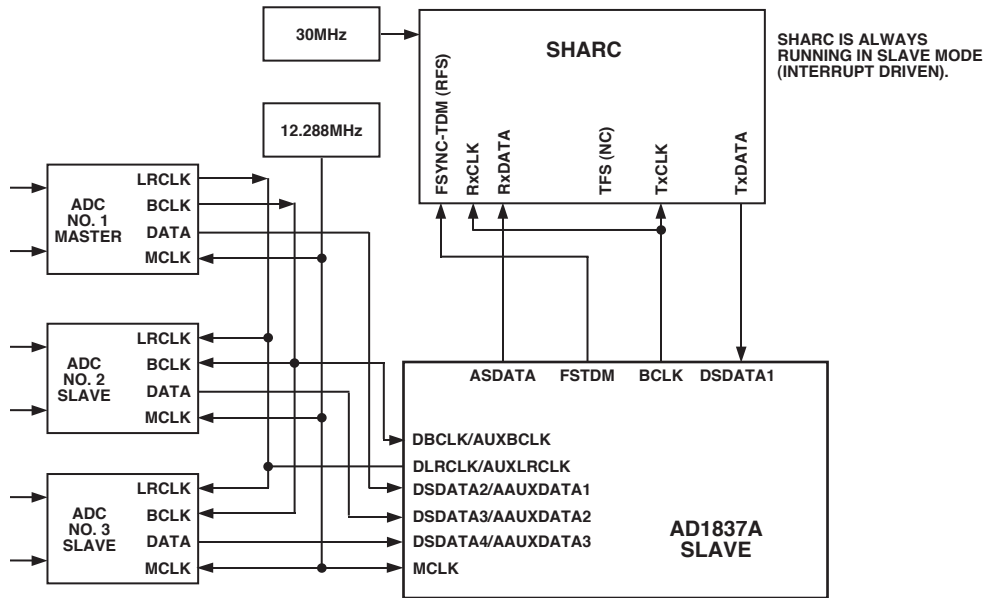 30MHz
SHARC
SHARC IS ALWAYS
RUNNING IN SLAVE MODE
(INTERRUPT DRIVEN).
12.288MHz
FSYNC-TDM (RFS)
RxCLK
RxDATA
TFS (NC)
TxCLK
TxDATA
ADC
NO. 1
MASTER
LRCLK
BCLK
DATA
MCLK
ADC
NO. 2
SLAVE
LRCLK
BCLK
DATA
MCLK
ADC
NO. 3
SLAVE
LRCLK
BCLK
DATA
MCLK
ASDATA
FSTDM
BCLK
DSDATA1
DBCLK/AUXBCLK
DLRCLK/AUXLRCLK
DSDATA2/AAUXDATA1
DSDATA3/AAUXDATA2
DSDATA4/AAUXDATA3
MCLK
AD1837A
SLAVE